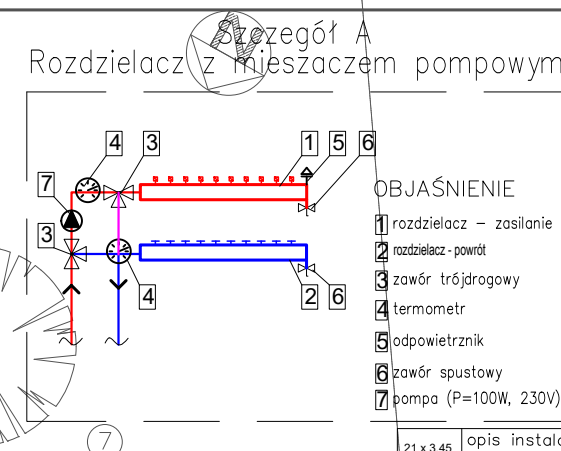 Szczegół A
Rozdzielacz z mieszaczem pompowym
4 3 1 5 6
7
3
4 2 6
OBJAŚNIENIE
1 rozdzielacz – zasilanie
2 rozdzielacz - powrót
3 zawór trójdrogowy
4 termometr
5 odpowietrznik
6 zawór spustowy
7 pompa (P=100W, 230V)
7
21 x 3.45 opis instala